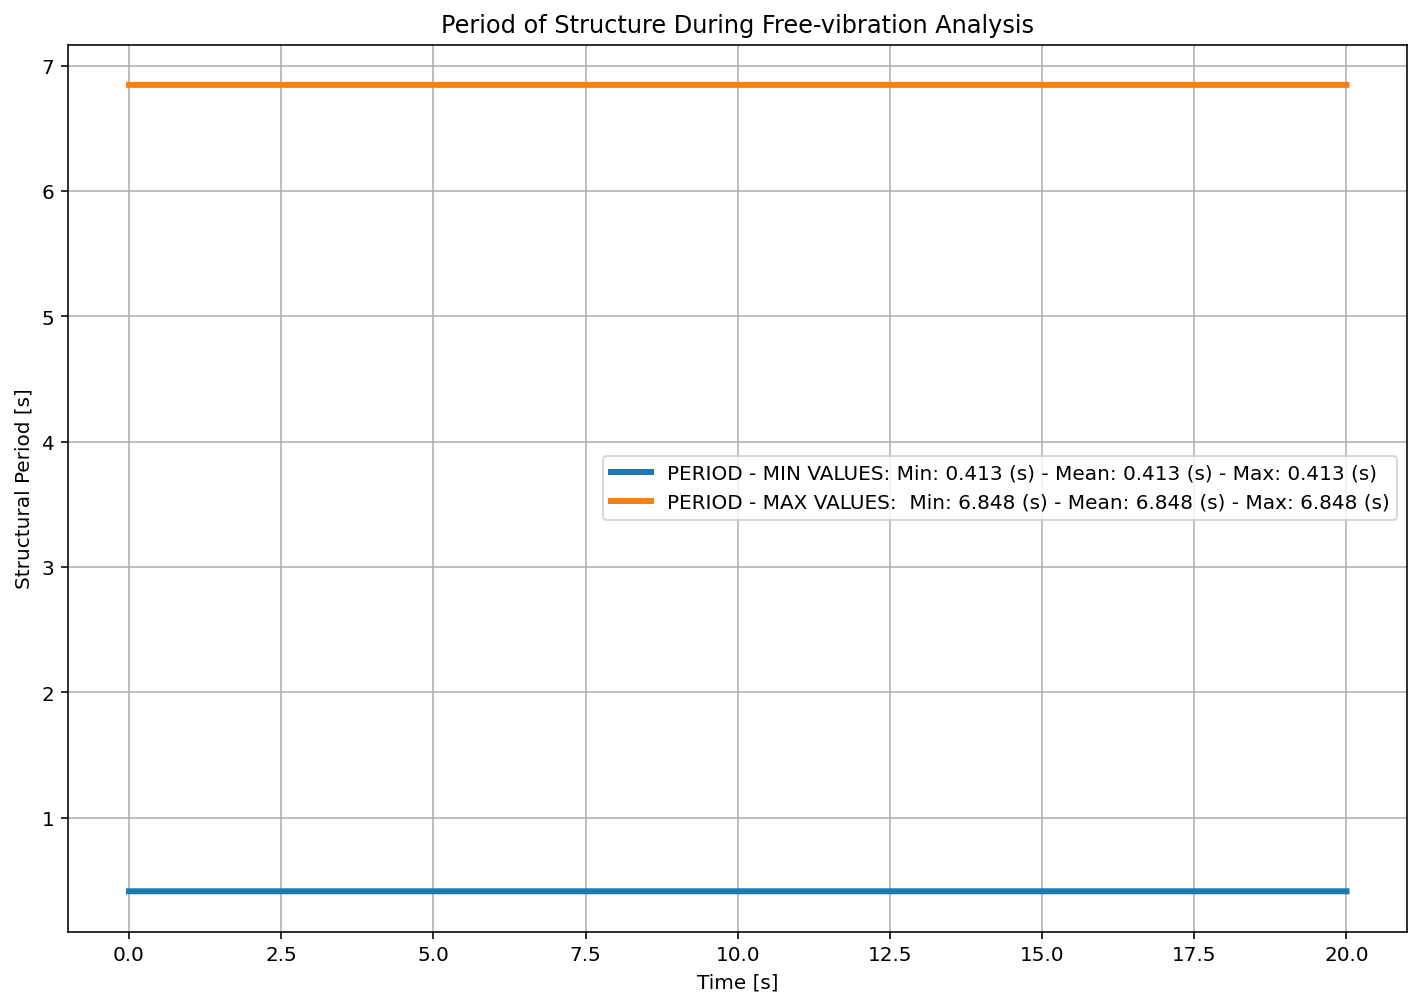 Period of Structure During Free-vibration Analysis
Structural Period [s]
7
6
5
4
3
2
1
PERIOD - MIN VALUES: Min: 0.413 (s) - Mean: 0.413 (s) - Max: 0.413 (s)
PERIOD - MAX VALUES:  Min: 6.848 (s) - Mean: 6.848 (s) - Max: 6.848 (s)
0.0 2.5 5.0 7.5 10.0 12.5 15.0 17.5 20.0
Time [s]